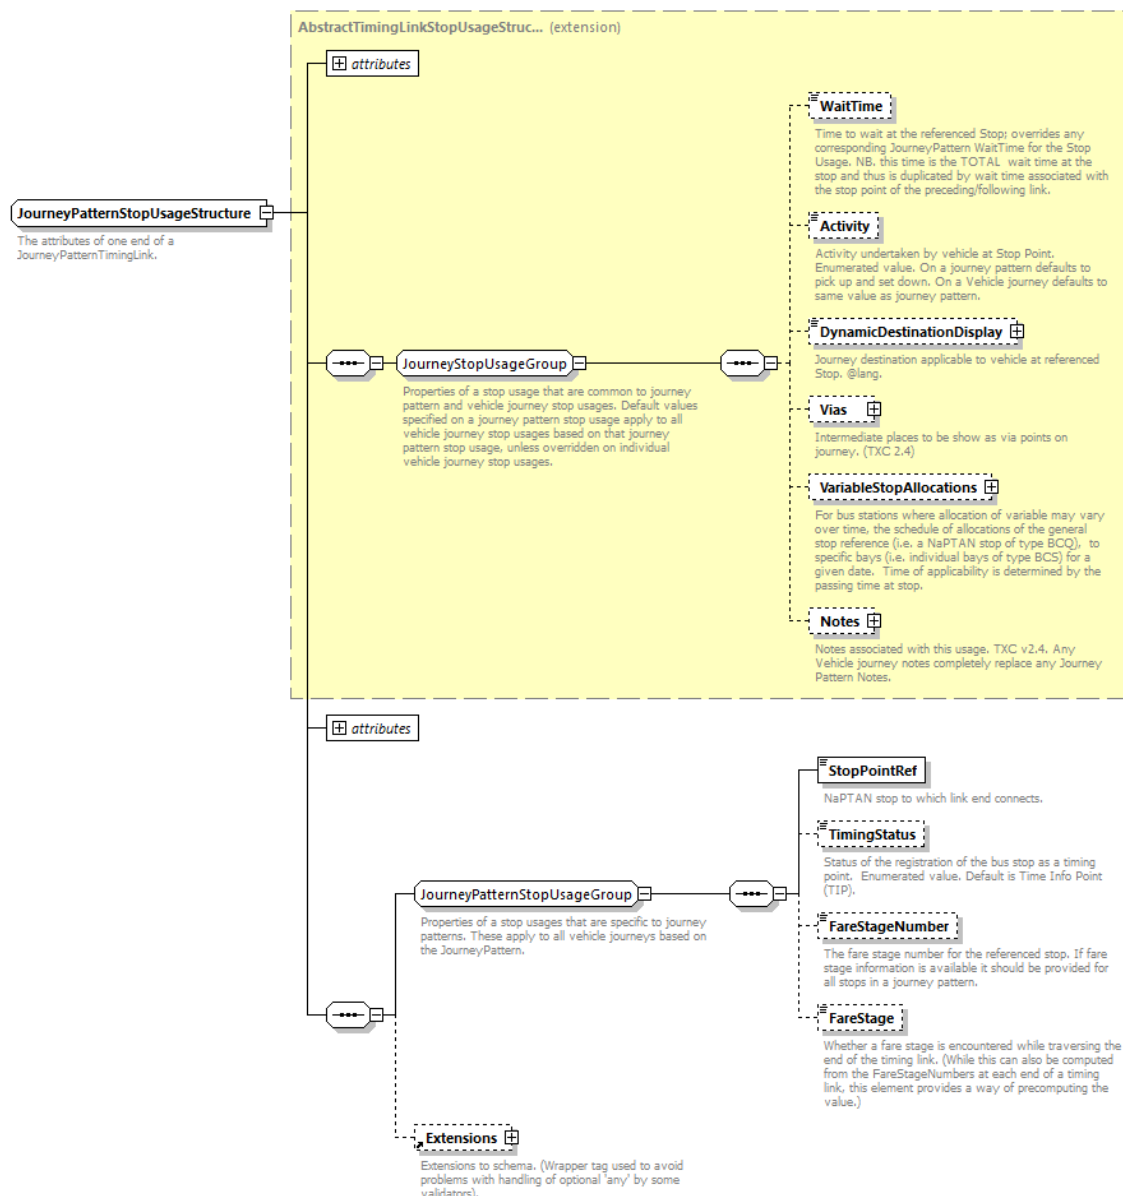 AbstractTimingLinkStopUsageStruc... (extension)
attributes
WaitTime
Time to wait at the referenced Stop; overrides any
corresponding JourneyPattern WaitTime for the Stop
Usage. NB. this time is the TOTAL wait time at the
stop and thus is duplicated by wait time associated with
the stop point of the preceding/following link.
JourneyPatternStopUsageStructure
The attributes of one end of a
JourneyPatternTimingLink.
Activity
Activity undertaken by vehicle at Stop Point.
Enumerated value. On a journey pattern defaults to
pick up and set down. On a Vehicle journey defaults to
same value as journey pattern.
DynamicDestinationDisplay
Journey destination applicable to vehicle at referenced
Stop. @lang.
JourneyStopUsageGroup
Properties of a stop usage that are common to journey
pattern and vehicle journey stop usages. Default values
specified on a journey pattern stop usage apply to all
vehicle journey stop usages based on that journey
pattern stop usage, unless overridden on individual
vehicle journey stop usages.
Vias
Intermediate places to be show as via points on
journey. (TXC 2.4)
VariableStopAllocations
For bus stations where allocation of variable may vary
over time, the schedule of allocations of the general
stop reference (i.e. a NaPTAN stop of type BCQ), to
specific bays (i.e. individual bays of type BCS) for a
given date. Time of applicability is determined by the
passing time at stop.
Notes
Notes associated with this usage. TXC v2.4. Any
Vehicle journey notes completely replace any Journey
Pattern Notes.
attributes
StopPointRef
NaPTAN stop to which link end connects.
TimingStatus
Status of the registration of the bus stop as a timing
point. Enumerated value. Default is Time Info Point
(TIP).
JourneyPatternStopUsageGroup
Properties of a stop usages that are specific to journey
patterns. These apply to all vehicle journeys based on
the JourneyPattern.
FareStageNumber
The fare stage number for the referenced stop. If fare
stage information is available it should be provided for
all stops in a journey pattern.
FareStage
Whether a fare stage is encountered while traversing the
end of the timing link. (While this can also be computed
from the FareStageNumbers at each end of a timing
link, this element provides a way of precomputing the
value.)
Extensions
Extensions to schema. (Wrapper tag used to avoid
problems with handling of optional 'any' by some
validators).